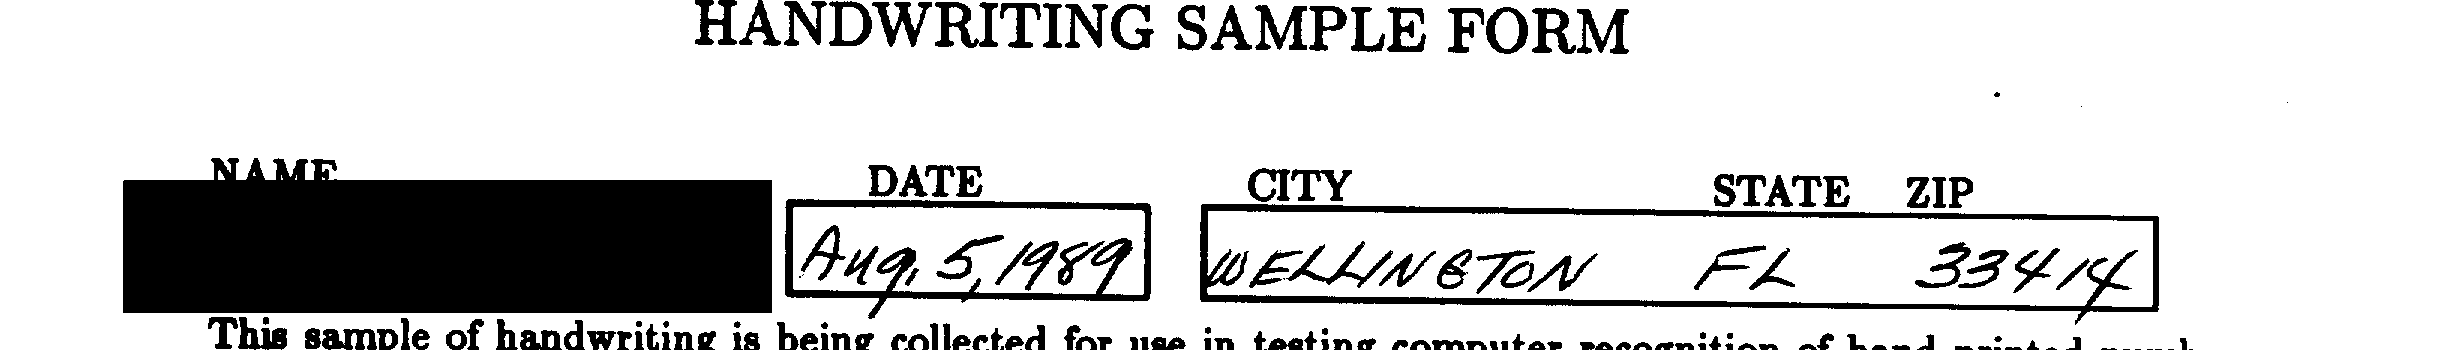 HANDWRITING SAMPLE FORM
NAME DATE CITY STATE ZIP
Aug. 5, 1989 WELLINGTON FL 33414
This sample of handwriting is being collected for use in testing computer recognition of hand printed numb